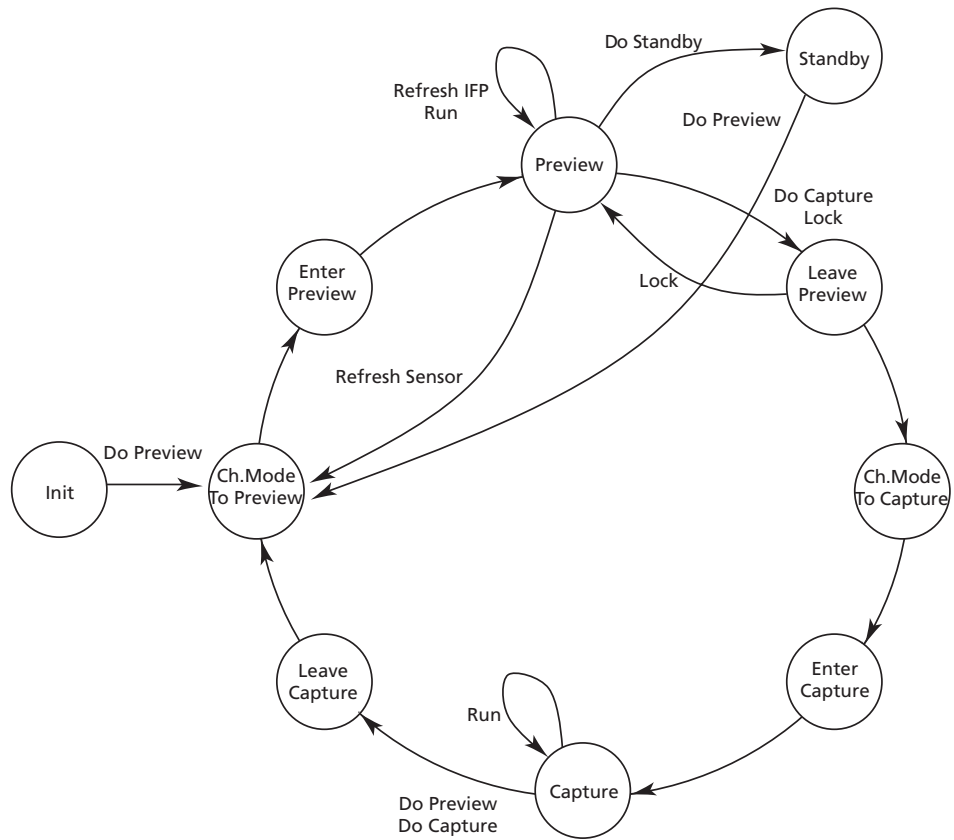 Do Standby
Standby
Refresh IFP
Run
Do Preview
Preview
Do Capture
Lock
Enter
Preview
Lock
Leave
Preview
Refresh Sensor
Do Preview
Init
Ch.Mode
To Preview
Ch.Mode
To Capture
Leave
Capture
Enter
Capture
Run
Capture
Do Preview
Do Capture